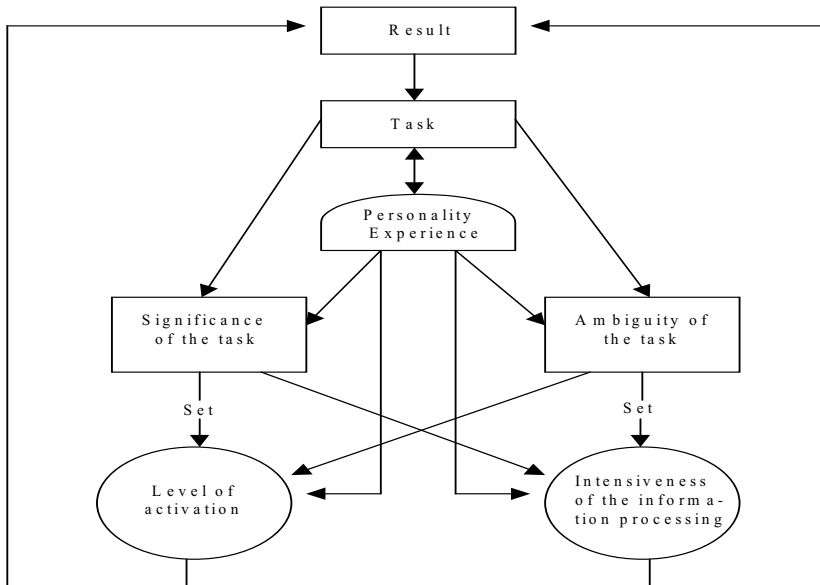 Result
Task
Personality
Experience
Significance
of the task
Ambiguity of
the task
Set
Set
Level of
activation
Intensiveness
of the informa-
tion processing